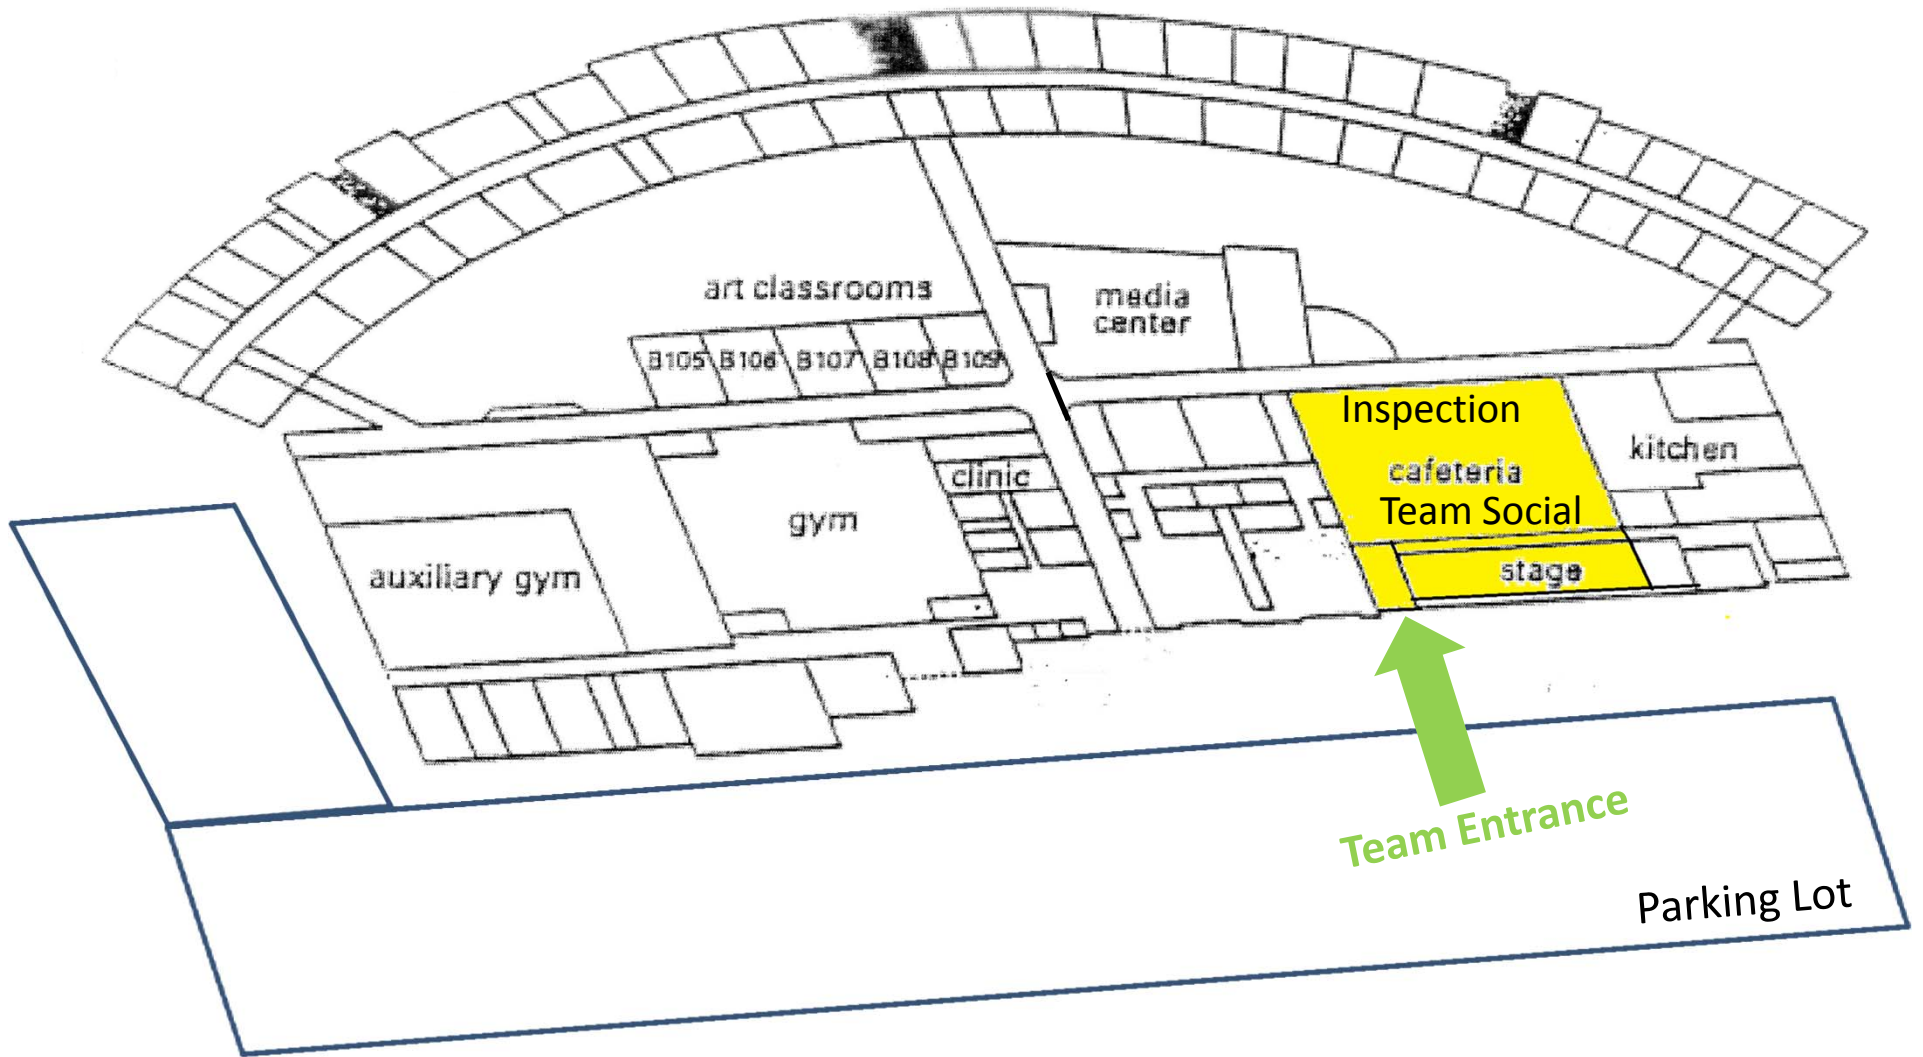 art classrooms
media
center
B105 B106 B107 B108 B109
Inspection
cafeteria
Team Social
kitchen
clinic
gym
auxiliary gym
stage
Team Entrance
Parking Lot